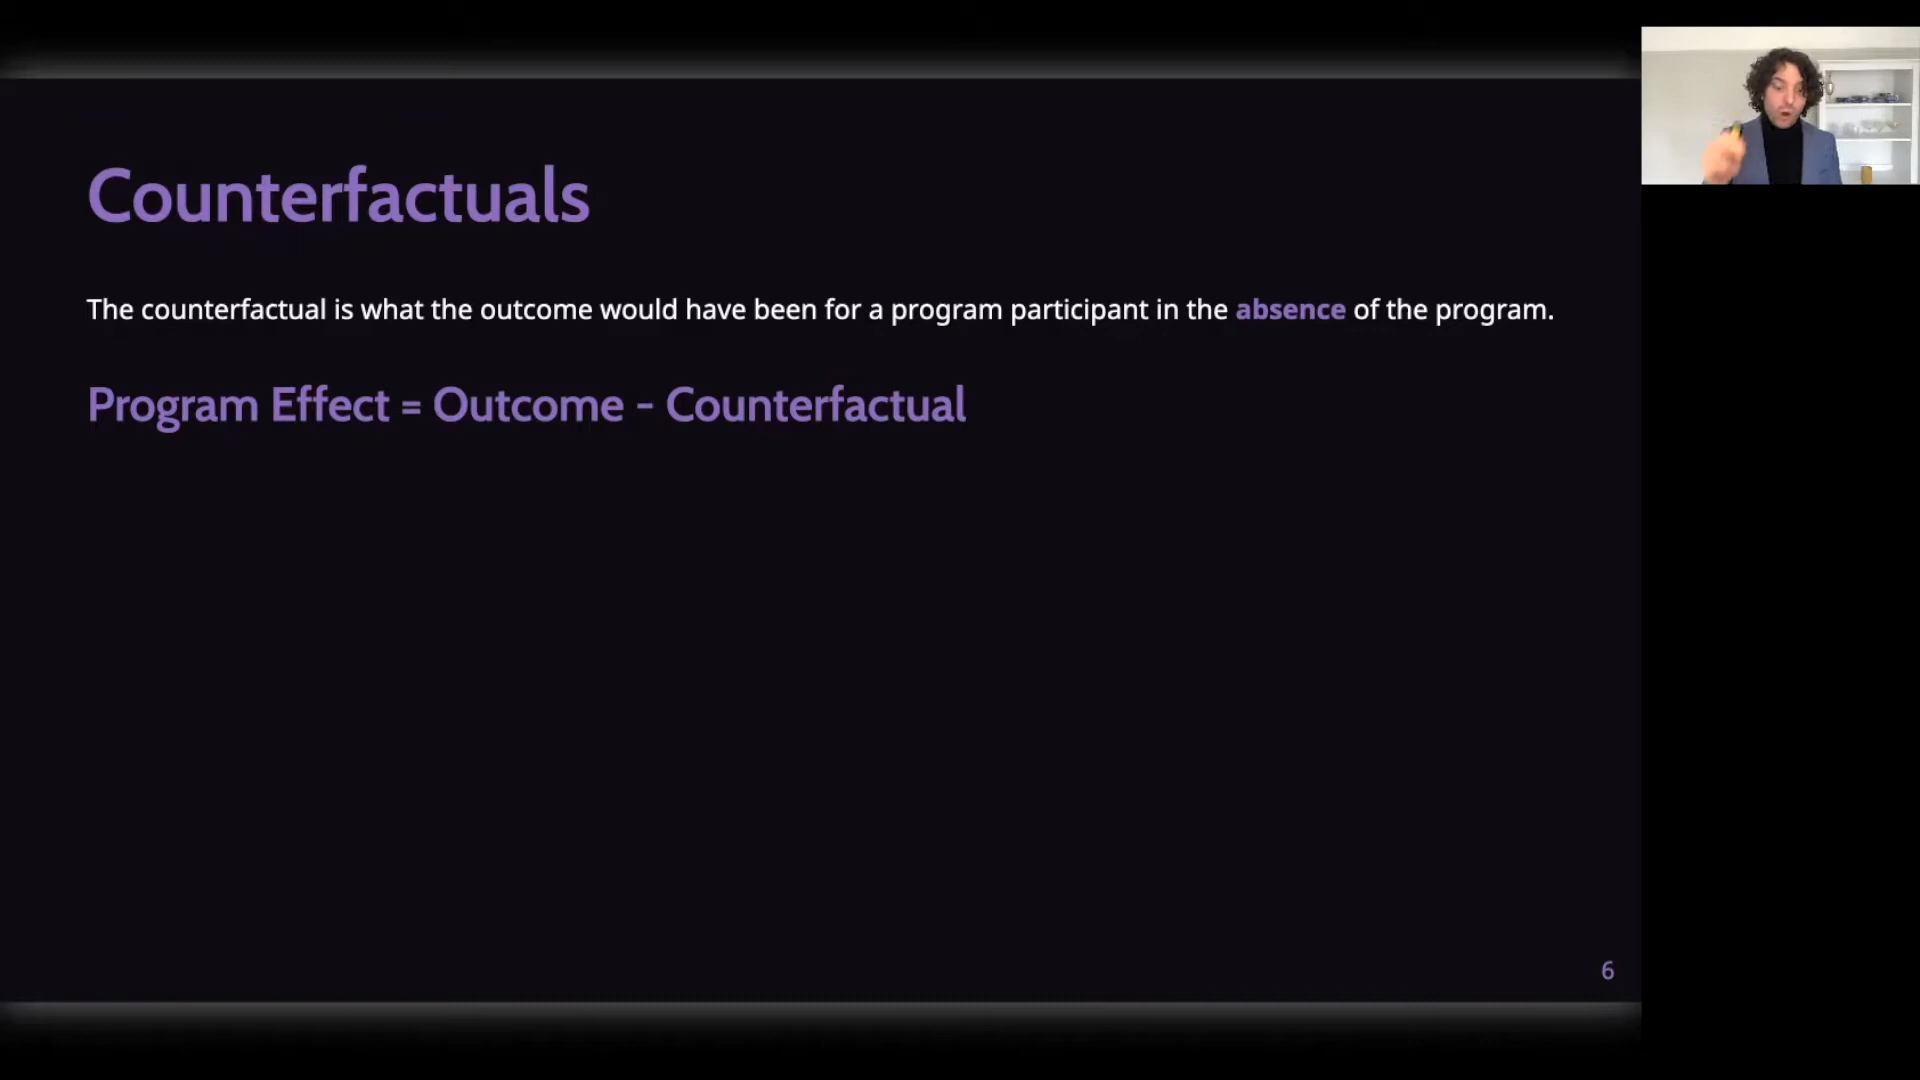 Counterfactuals
The counterfactual is what the outcome would have been for a program participant in the absence of the program.
Program Effect = Outcome - Counterfactual
6